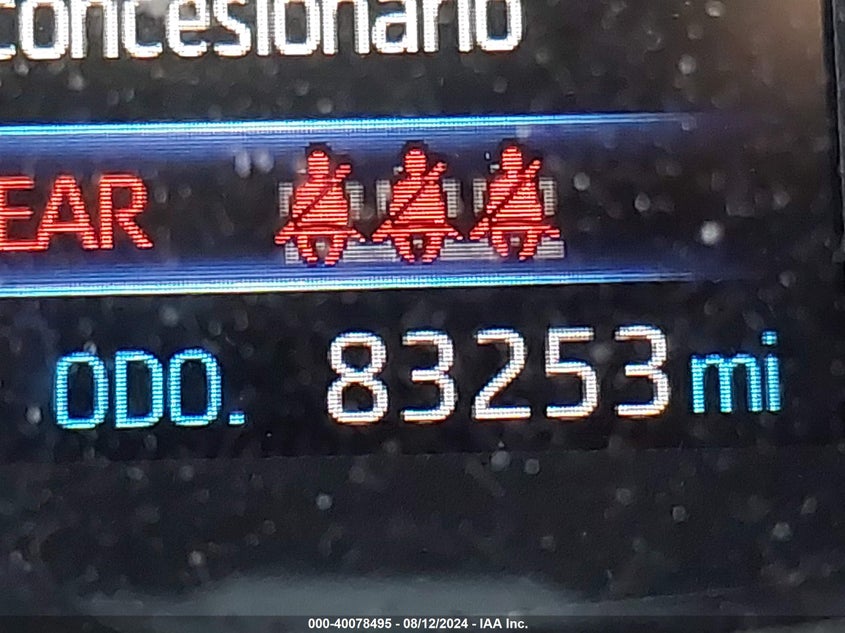 concesionario
EAR
ODO. 83253 mi
000-40078495 - 08/12/2024 - IAA Inc.